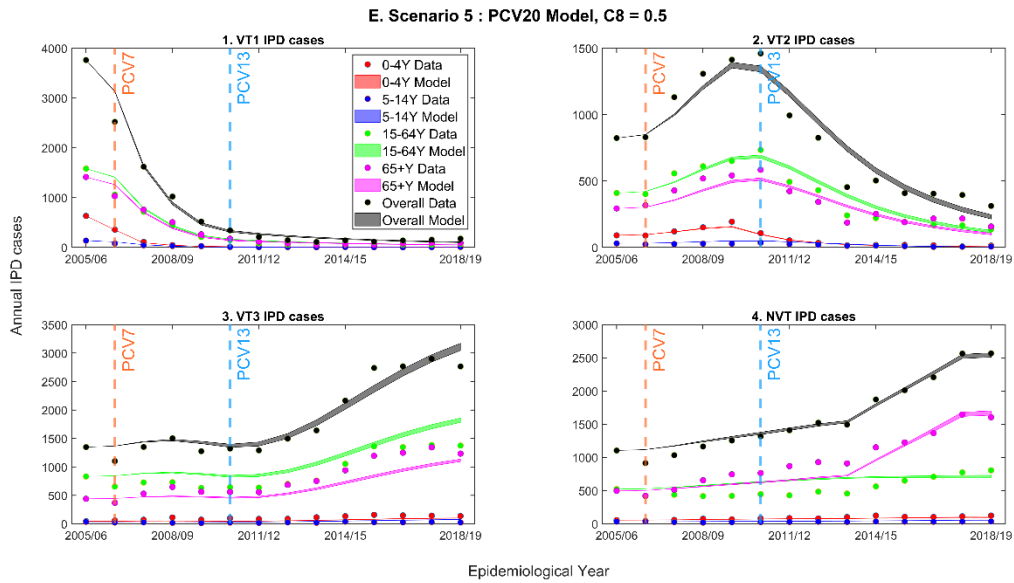 E. Scenario 5 : PCV20 Model, C8 = 0.5
Annual IPD cases
1. VT1 IPD cases
4000
3000
2000
1000
0
2005/06
2008/09
2011/12
2014/15
2018/19
PCV7
PCV13
0-4Y Data
0-4Y Model
5-14Y Data
5-14Y Model
15-64Y Data
15-64Y Model
65+Y Data
65+Y Model
Overall Data
Overall Model
2. VT2 IPD cases
1500
1000
500
0
2005/06
2008/09
2011/12
2014/15
2018/19
PCV7
PCV13
3. VT3 IPD cases
3500
3000
2500
2000
1500
1000
500
0
2005/06
2008/09
2011/12
2014/15
2018/19
PCV7
PCV13
4. NVT IPD cases
3000
2500
2000
1500
1000
500
0
2005/06
2008/09
2011/12
2014/15
2018/19
PCV7
PCV13
Epidemiological Year